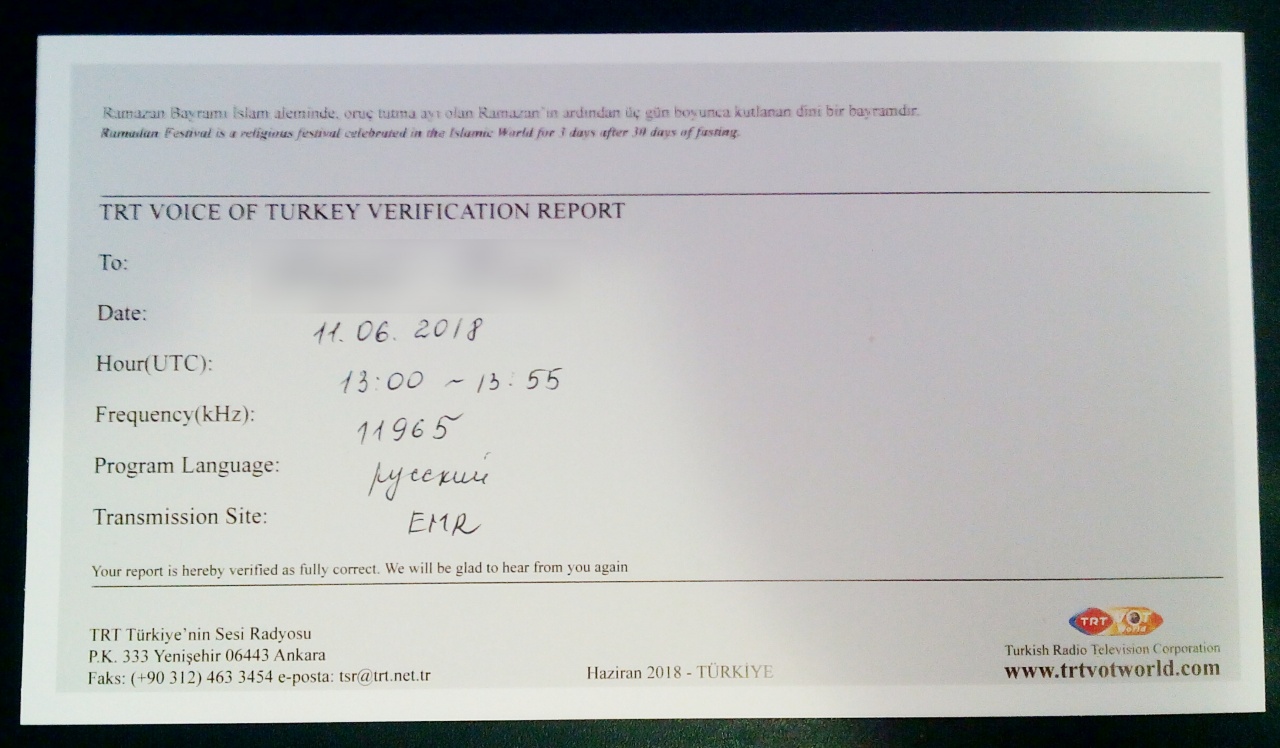 Ramazan Bayramı İslam aleminde, oruç tutma ayı olan Ramazan'ın ardından üç gün boyunca kutlanan dini bir bayramdır.
Ramadan Festival is a religious festival celebrated in the Islamic World for 3 days after 30 days of fasting.
TRT VOICE OF TURKEY VERIFICATION REPORT
To:
Date: 11.06.2018
Hour(UTC): 13:00 ~ 13:55
Frequency(kHz): 11965
Program Language: русский
Transmission Site: EMR
Your report is hereby verified as fully correct. We will be glad to hear from you again
TRT Türkiye'nin Sesi Radyosu
P.K. 333 Yenişehir 06443 Ankara
Faks: (+90 312) 463 3454 e-posta: tsr@trt.net.tr
Haziran 2018 - TÜRKİYE
TRT VOT World
Turkish Radio Television Corporation
www.trtvotworld.com